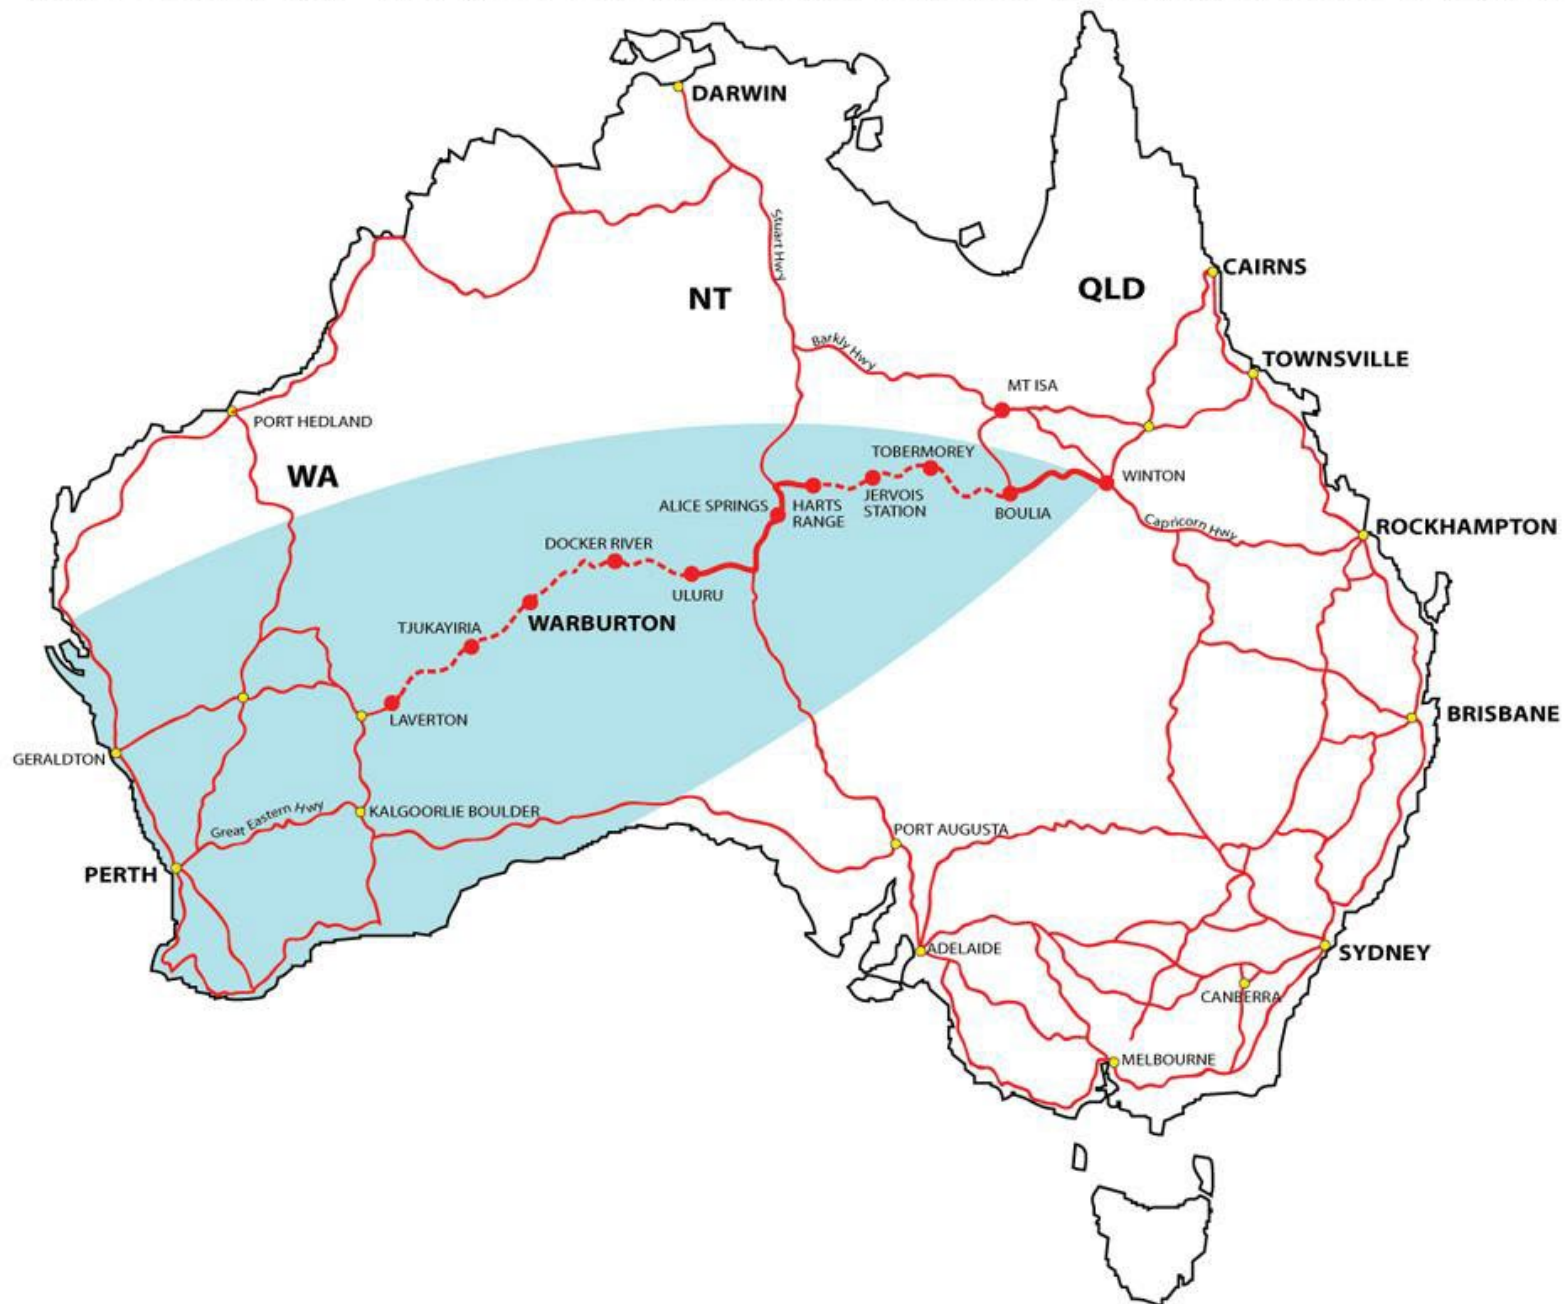 DARWIN
Stuart Hwy
NT
QLD
CAIRNS
Barkly Hwy
TOWNSVILLE
MT ISA
PORT HEDLAND
WA
TOBERMOREY
WINTON
ALICE SPRINGS
HARTS
RANGE
JERVOIS
STATION
BOULIA
Capricorn Hwy
ROCKHAMPTON
DOCKER RIVER
ULURU
TJUKAYIRIA
WARBURTON
LAVERTON
BRISBANE
GERALDTON
Great Eastern Hwy
KALGOORLIE BOULDER
PORT AUGUSTA
PERTH
ADELAIDE
SYDNEY
CANBERRA
MELBOURNE